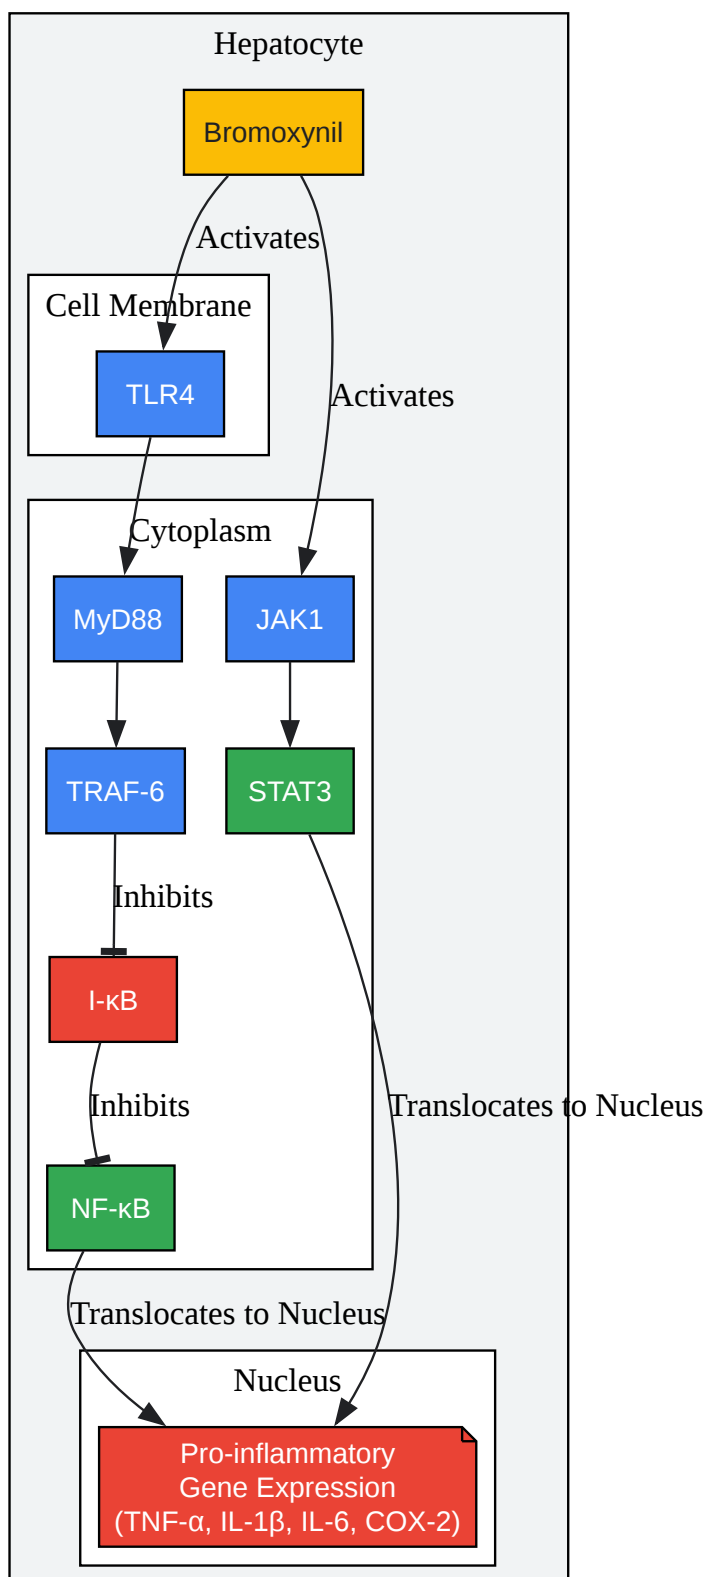 Hepatocyte
Bromoxynil
Activates
Cell Membrane
TLR4
Activates
Cytoplasm
MyD88
JAK1
TRAF-6
STAT3
Inhibits
I-κB
Inhibits
Translocates to Nucleus
NF-κB
Translocates to Nucleus
Nucleus
Pro-inflammatory
Gene Expression
(TNF-α, IL-1β, IL-6, COX-2)